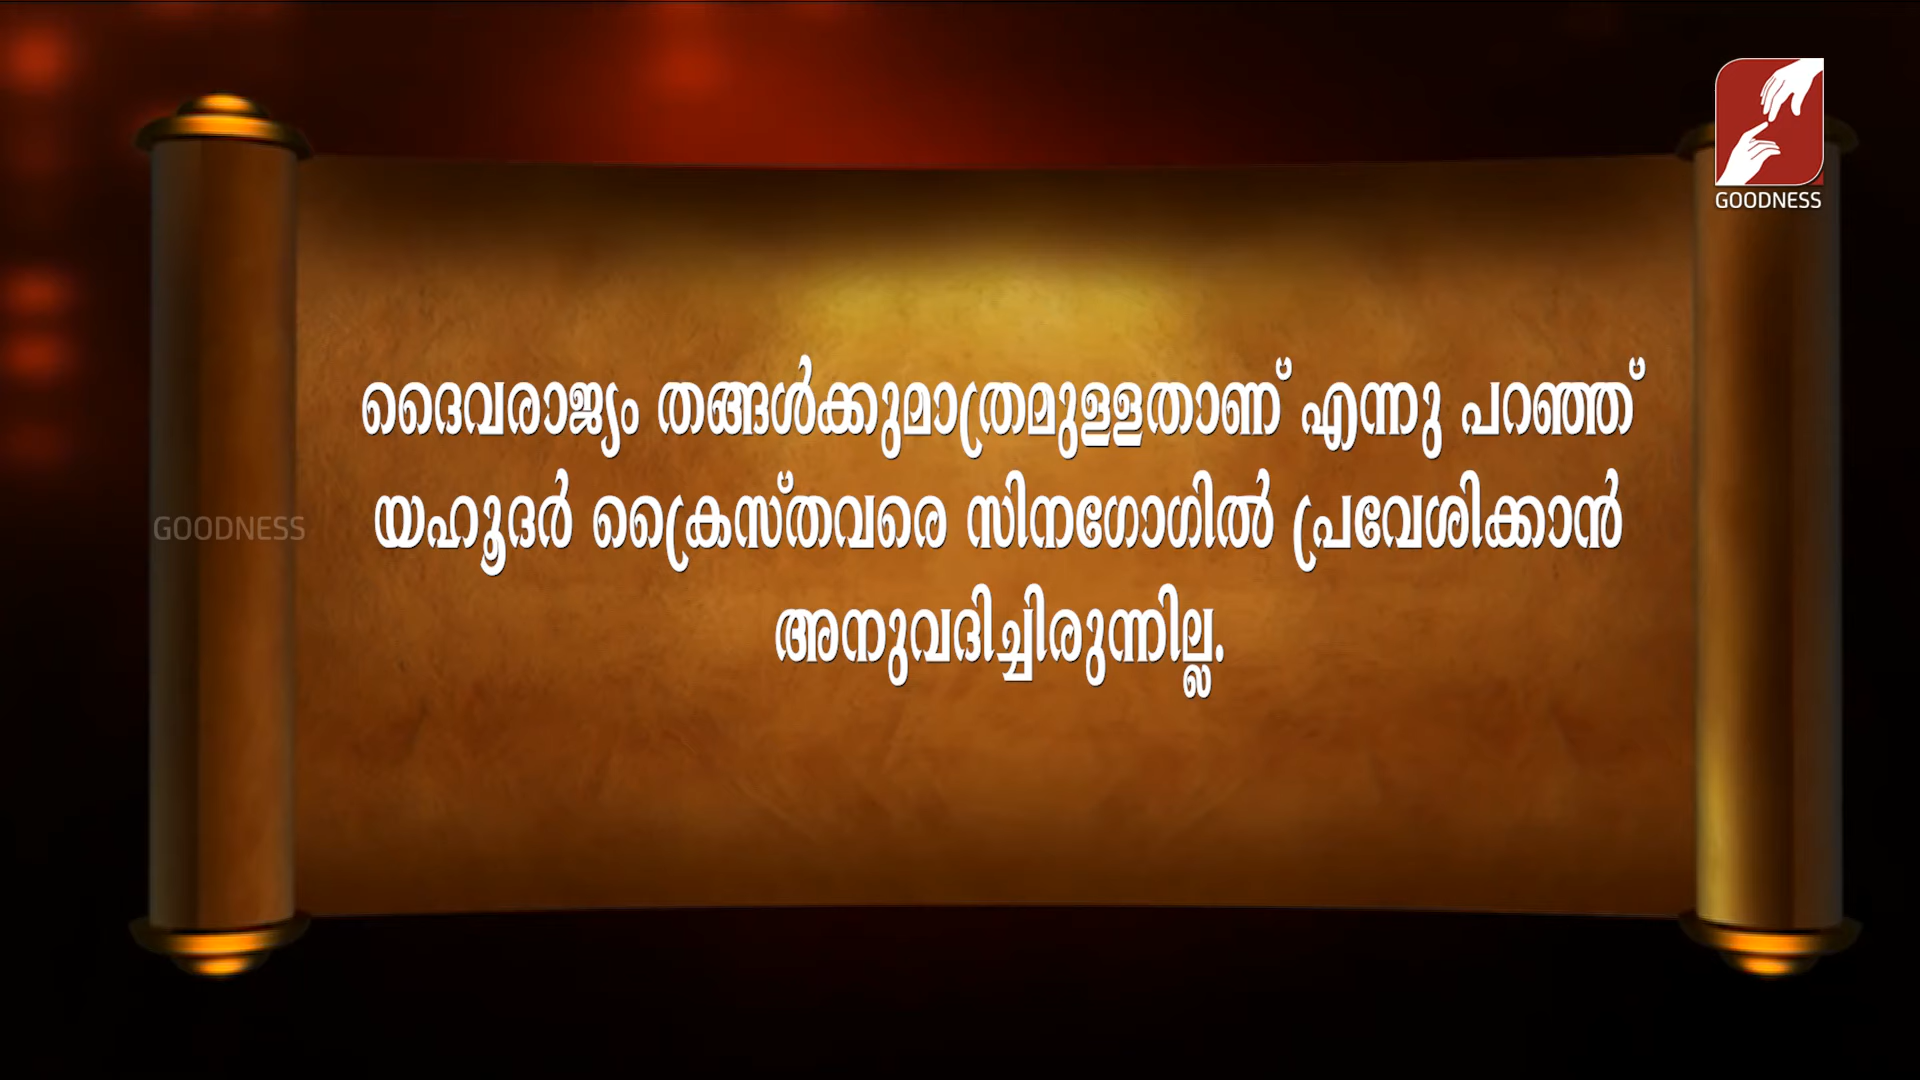 GOODNESS
ദൈവരാജ്യം തങ്ങൾക്കുമാത്രമുള്ളതാണ് എന്നു പറഞ്ഞ്
യഹൂദർ ക്രൈസ്തവരെ സിനഗോഗിൽ പ്രവേശിക്കാൻ
GOODNESS
അനുവദിച്ചിരുന്നില്ല.